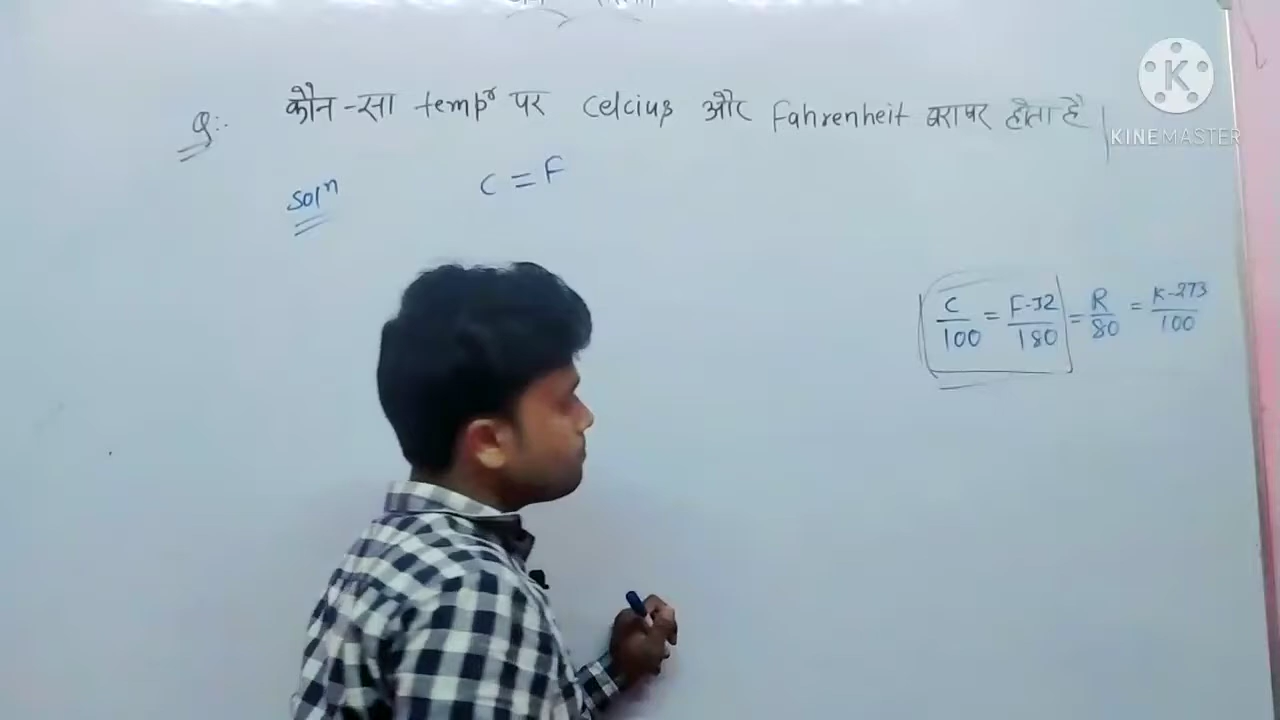 Q:- कौन-सा tempʳ पर Celcius और Fahrenheit बराबर होता है |
KINEMASTER
Solⁿ C = F
C/100 = F-32/180 = R/80 = K-273/100